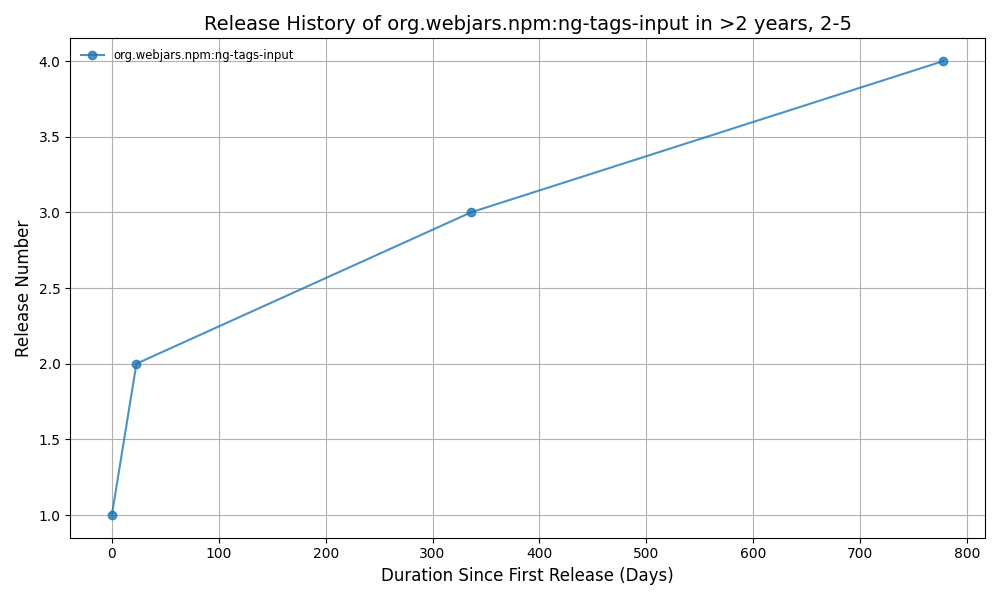 Release History of org.webjars.npm:ng-tags-input in >2 years, 2-5
org.webjars.npm:ng-tags-input
4.0
3.5
3.0
2.5
2.0
1.5
1.0
Release Number
0 100 200 300 400 500 600 700 800
Duration Since First Release (Days)